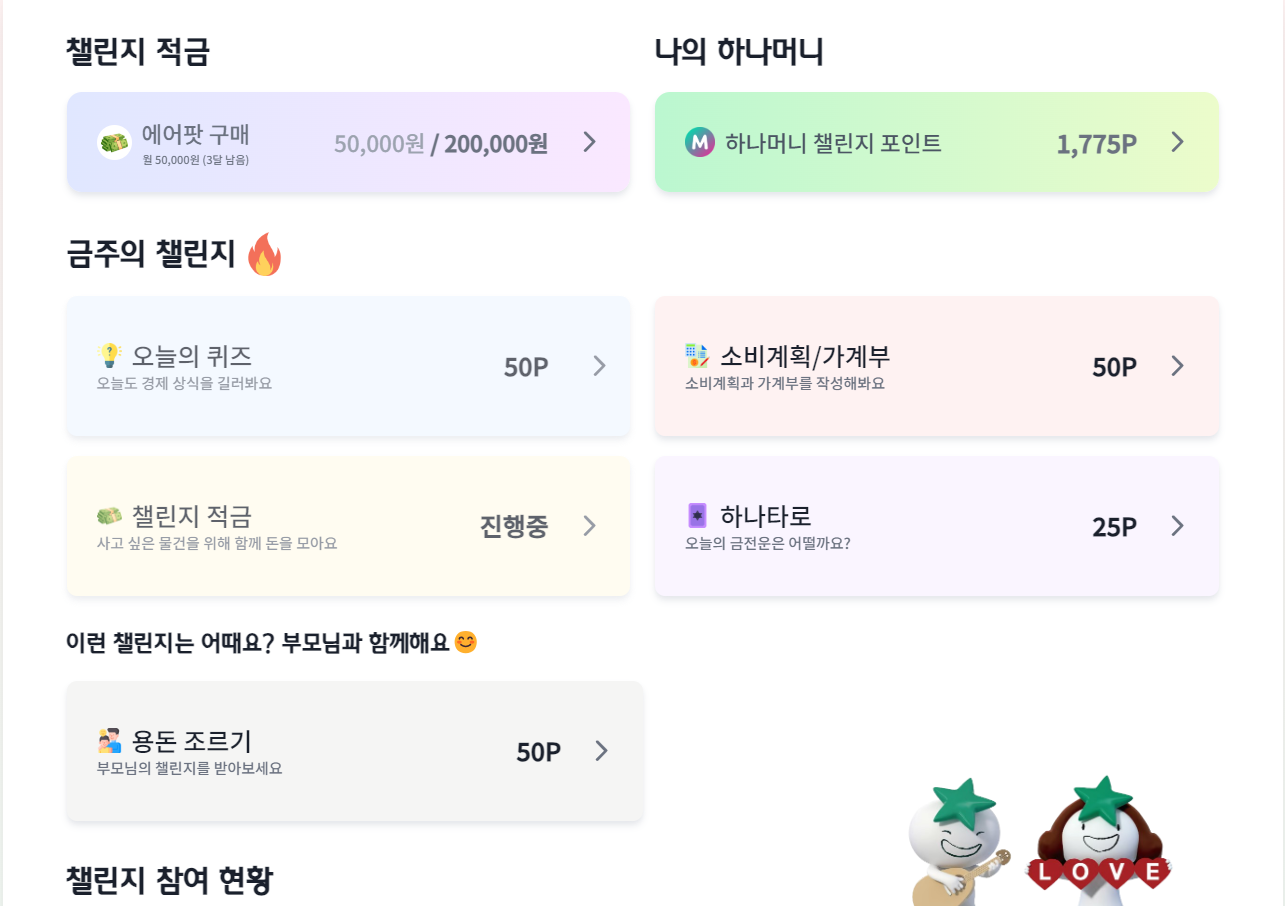 챌린지 적금
나의 하나머니
에어팟 구매
월 50,000원 (3달 남음)
50,000원 / 200,000원
M 하나머니 챌린지 포인트
1,775P
금주의 챌린지
오늘의 퀴즈
오늘도 경제 상식을 길러봐요
50P
소비계획/가계부
소비계획과 가계부를 작성해봐요
50P
챌린지 적금
사고 싶은 물건을 위해 함께 돈을 모아요
진행중
하나타로
오늘의 금전운은 어떨까요?
25P
이런 챌린지는 어때요? 부모님과 함께해요
용돈 조르기
부모님의 챌린지를 받아보세요
50P
챌린지 참여 현황
LOVE